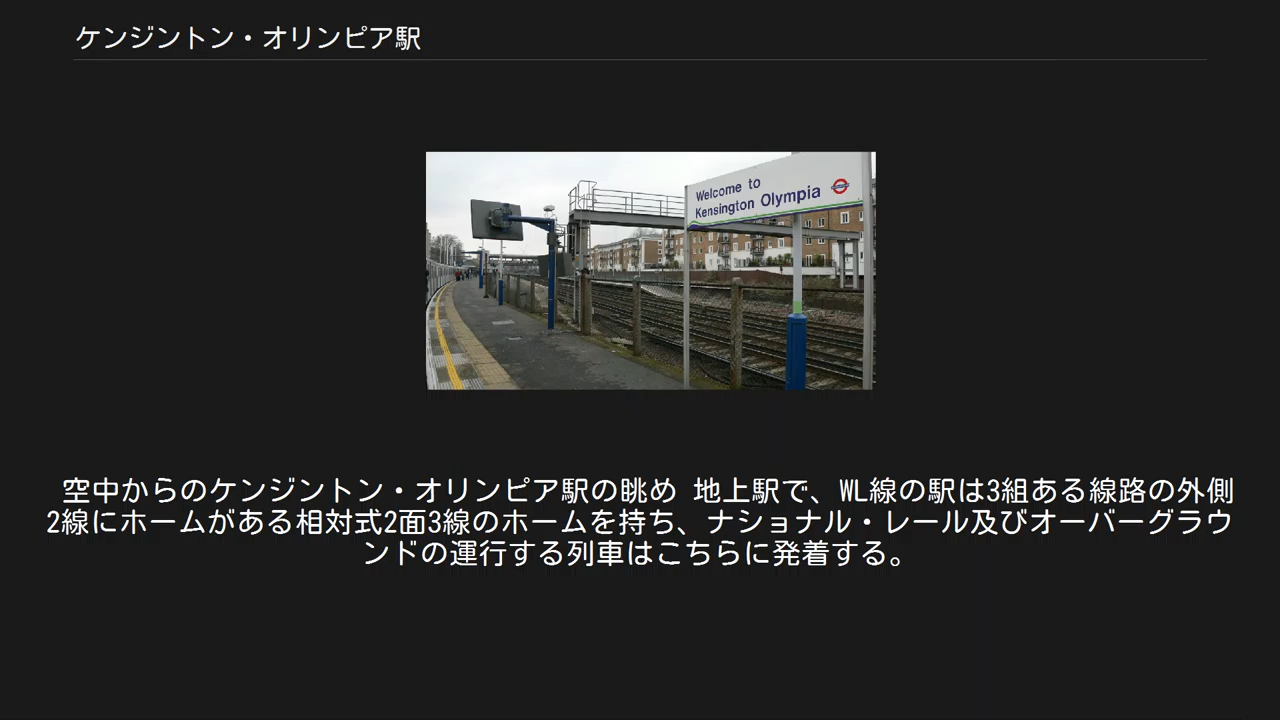 ケンジントン・オリンピア駅
Welcome to
Kensington Olympia
空中からのケンジントン・オリンピア駅の眺め 地上駅で、WL線の駅は3組ある線路の外側
2線にホームがある相対式2面3線のホームを持ち、ナショナル・レール及びオーバーグラウ
ンドの運行する列車はこちらに発着する。